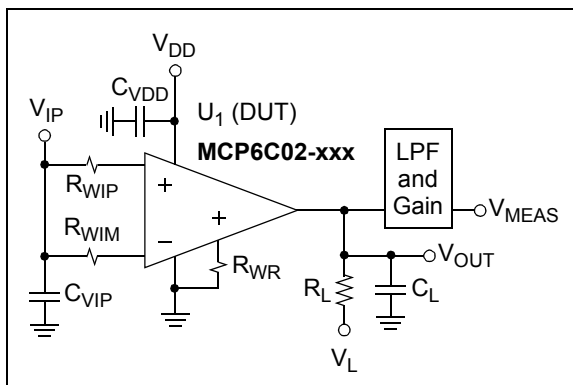 V_DD
C_VDD
V_IP
U_1 (DUT)
MCP6C02-xxx
LPF
and
Gain
R_WIP
+
+
V_MEAS
R_WIM
−
R_WR
V_OUT
C_VIP
R_L
C_L
V_L